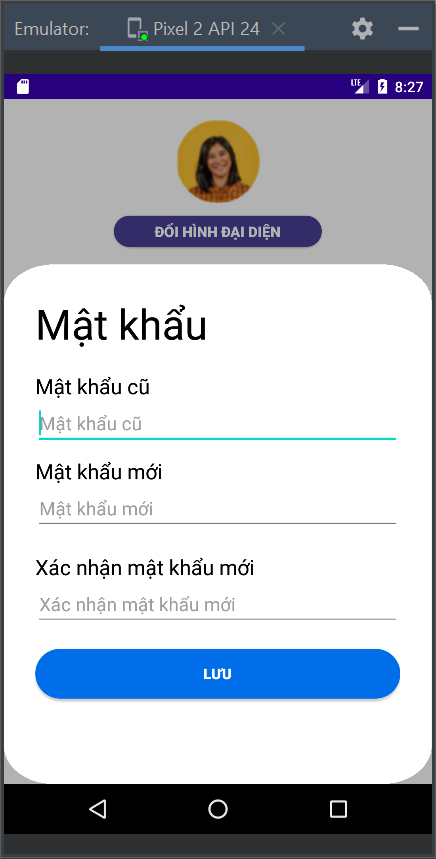 Emulator: Pixel 2 API 24
LTE 8:27
ĐỔI HÌNH ĐẠI DIỆN
Mật khẩu
Mật khẩu cũ
Mật khẩu cũ
Mật khẩu mới
Mật khẩu mới
Xác nhận mật khẩu mới
Xác nhận mật khẩu mới
LƯU